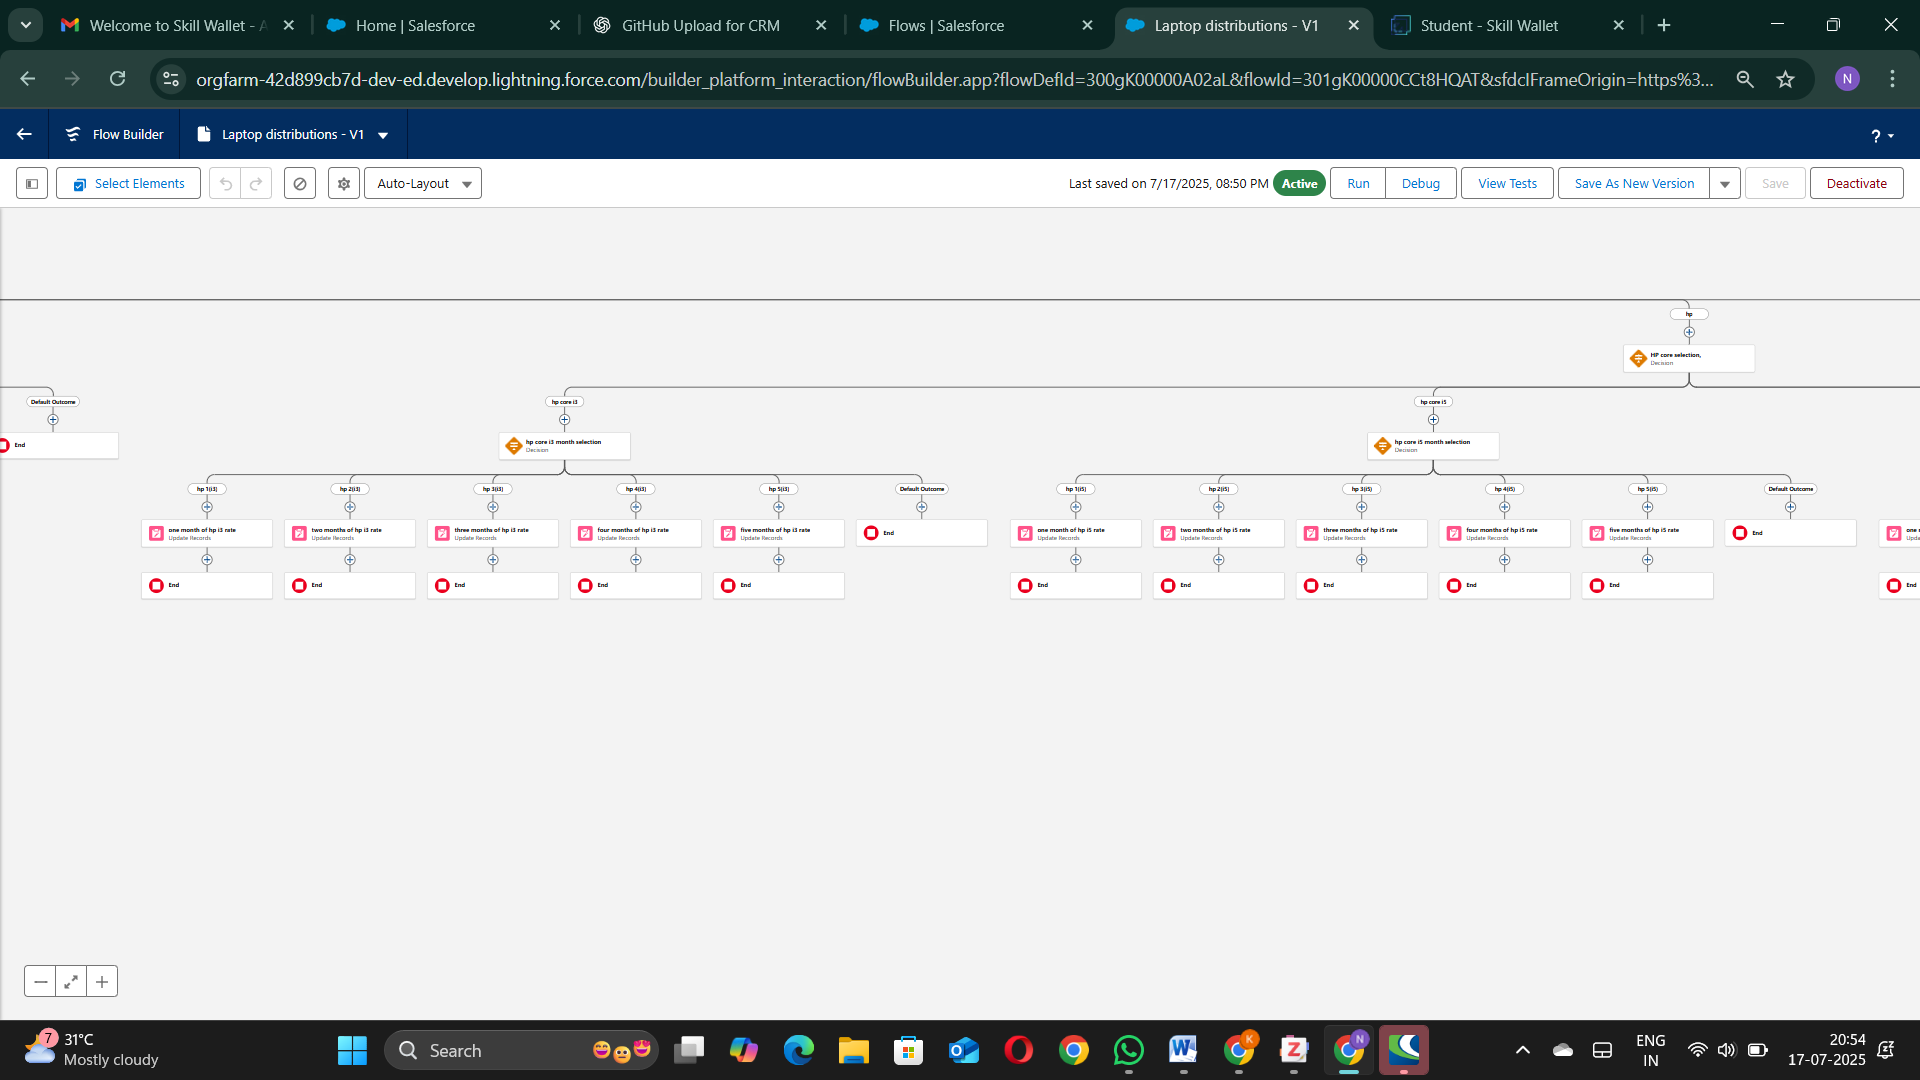 Welcome to Skill Wallet - A
Home | Salesforce
GitHub Upload for CRM
Flows | Salesforce
Laptop distributions - V1
Student - Skill Wallet
orgfarm-42d899cb7d-dev-ed.develop.lightning.force.com/builder_platform_interaction/flowBuilder.app?flowDefId=300gK00000A02aL&flowId=301gK00000CCt8HQAT&sfdcIFrameOrigin=https%3...
N
Flow Builder
Laptop distributions - V1
?
Select Elements
Auto-Layout
Last saved on 7/17/2025, 08:50 PM
Active
Run
Debug
View Tests
Save As New Version
Save
Deactivate
hp
HP core selection,
Decision
Default Outcome
hp core i3
hp core i5
End
hp core i3 month selection
Decision
hp core i5 month selection
Decision
hp 1(i3)
hp 2(i3)
hp 3(i3)
hp 4(i3)
hp 5(i3)
Default Outcome
hp 1(i5)
hp 2(i5)
hp 3(i5)
hp 4(i5)
hp 5(i5)
Default Outcome
one month of hp i3 rate
Update Records
two months of hp i3 rate
Update Records
three months of hp i3 rate
Update Records
four months of hp i3 rate
Update Records
five months of hp i3 rate
Update Records
End
one month of hp i5 rate
Update Records
two months of hp i5 rate
Update Records
three months of hp i5 rate
Update Records
four months of hp i5 rate
Update Records
five months of hp i5 rate
Update Records
End
one
Upda
End
End
End
End
End
End
End
End
End
End
End
7
31°C
Mostly cloudy
Search
K
N
ENG
IN
20:54
17-07-2025